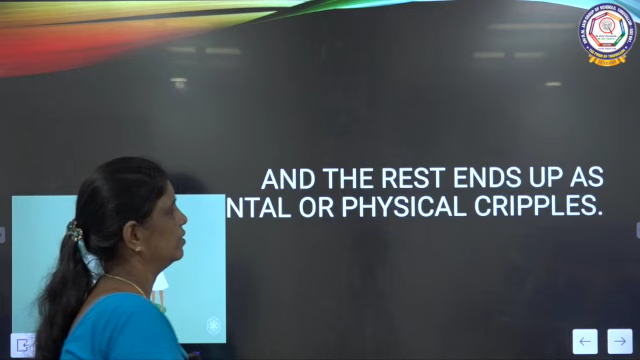 AND THE REST ENDS UP AS
NTAL OR PHYSICAL CRIPPLES.